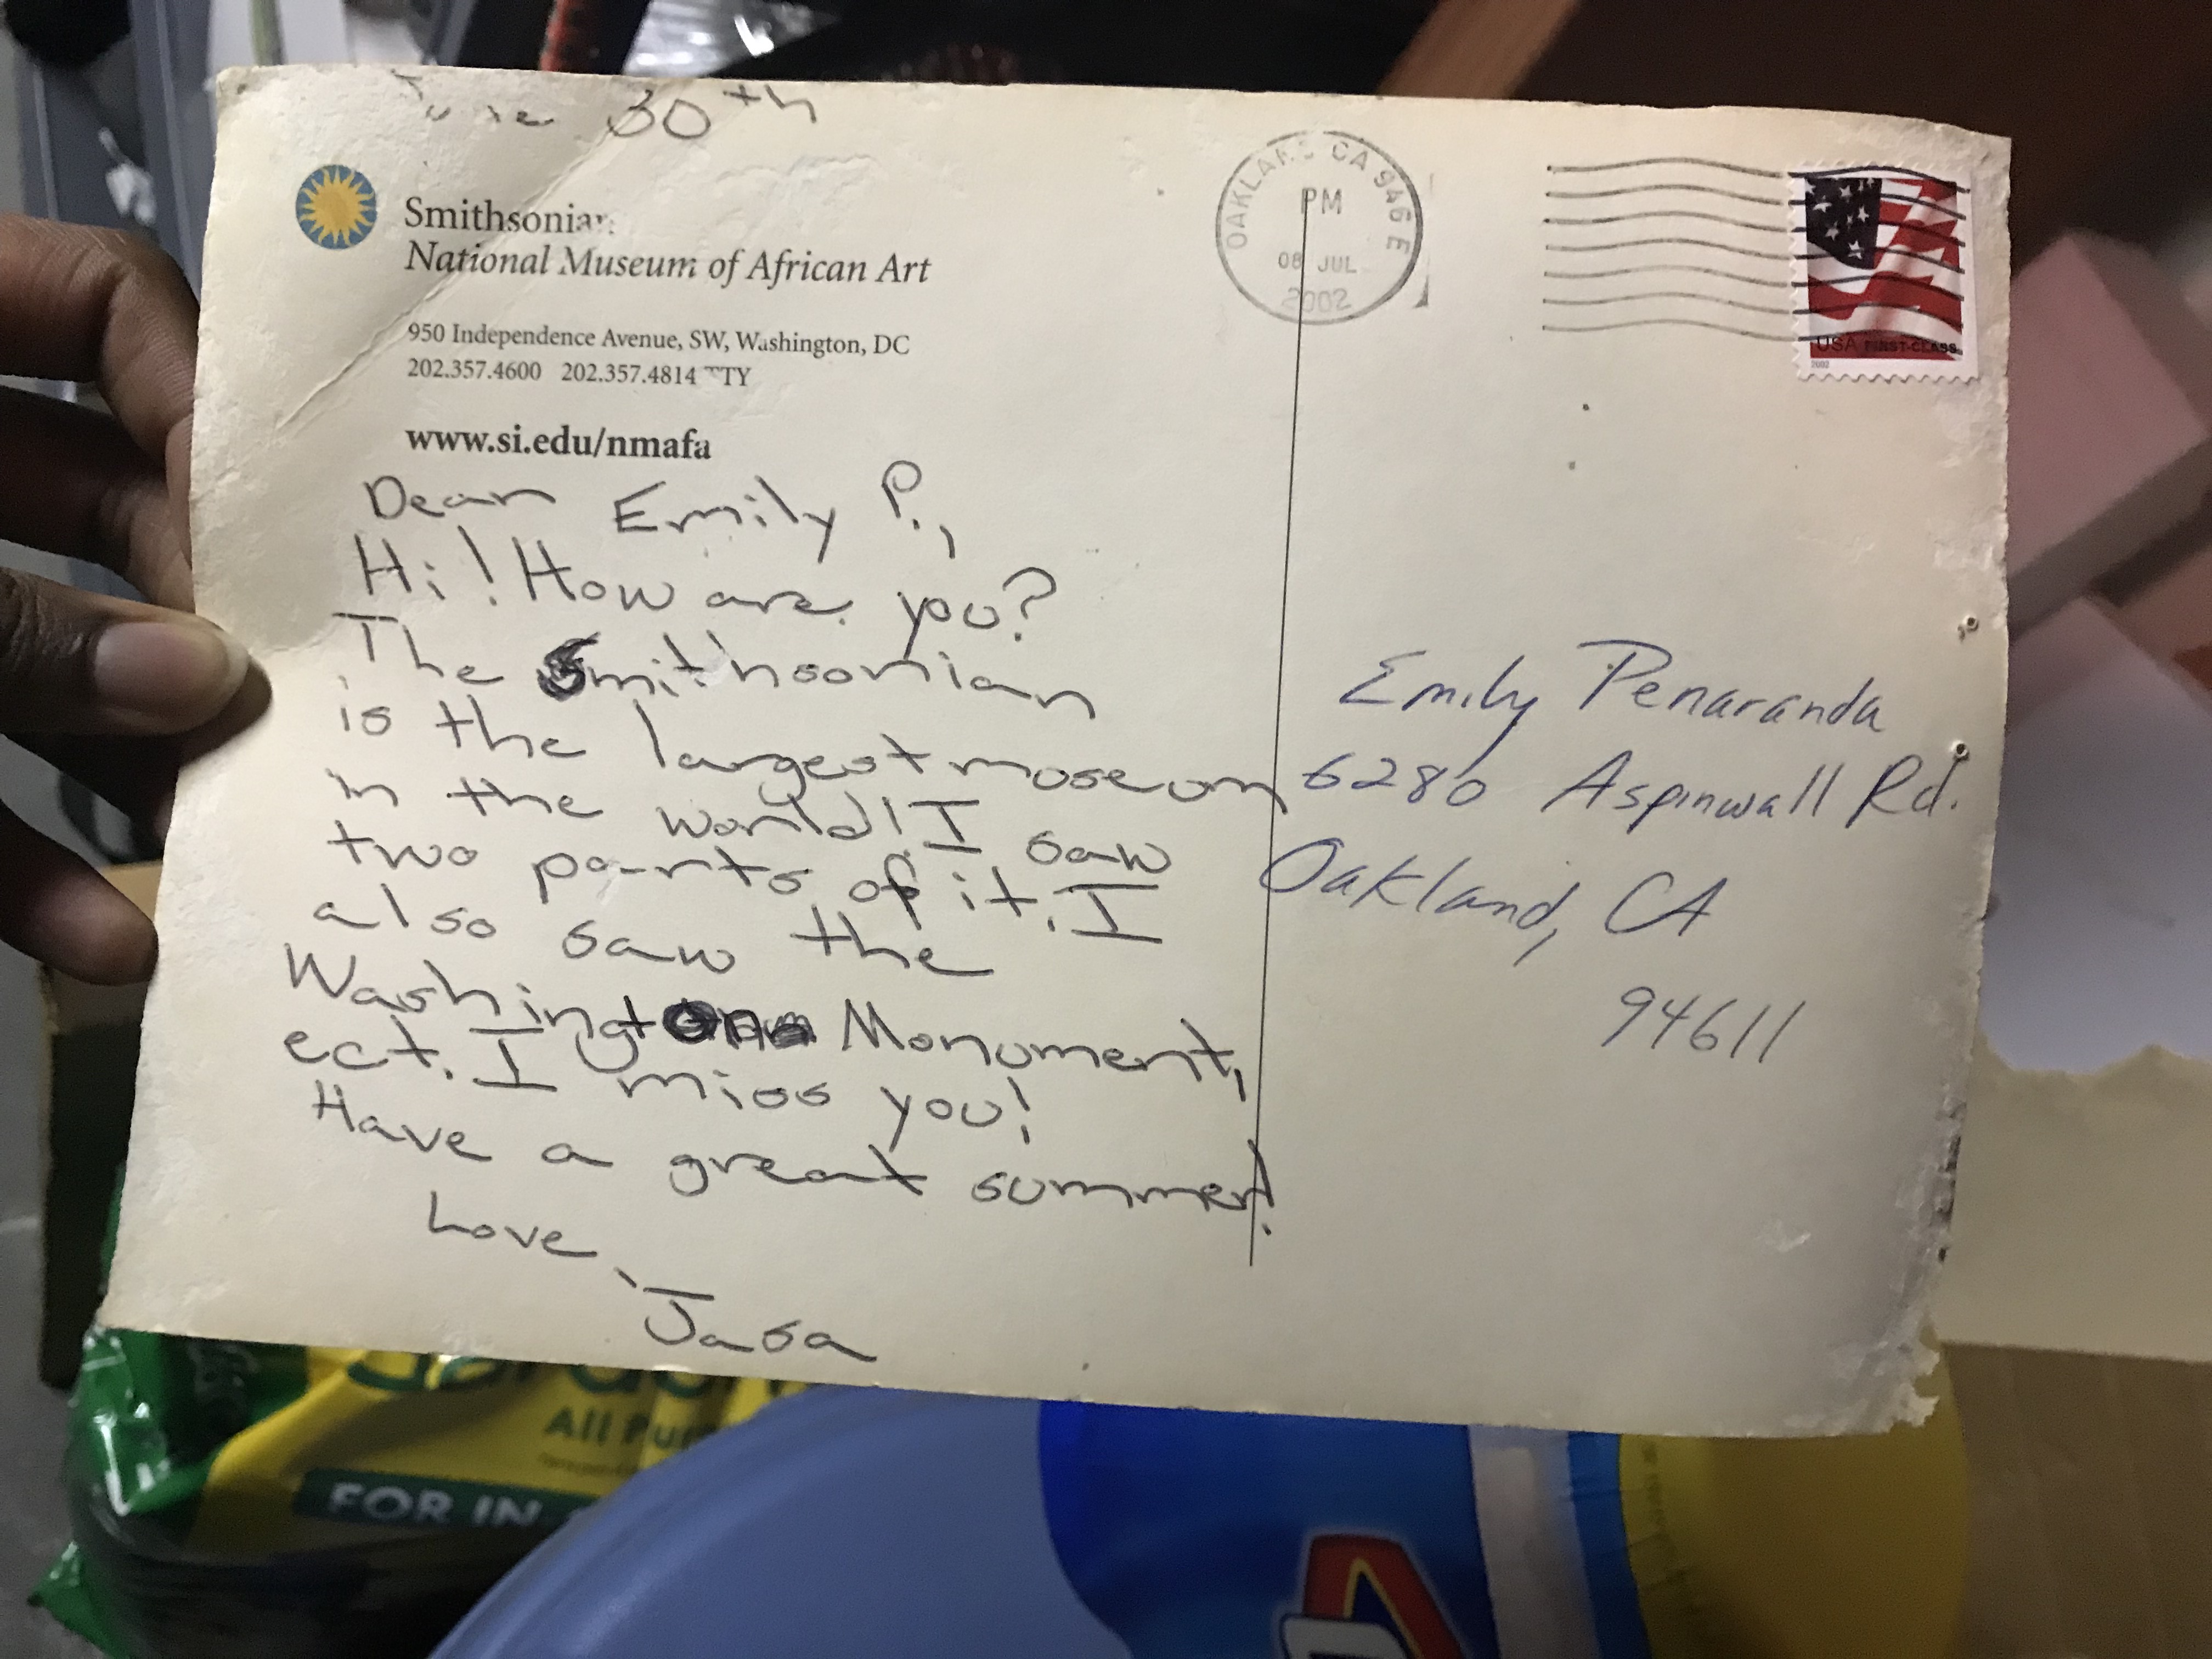 June 30th
Smithsonian
National Museum of African Art
950 Independence Avenue, SW, Washington, DC
202.357.4600 202.357.4814 TTY
www.si.edu/nmafa
Dear Emily P.,
Hi! How are you?
The Smithsonian
is the largest museum
in the world! I saw
two parts of it. I
also saw the
Washington Monument,
ect. I miss you!
Have a great summer!
Love,
Jasa
OAKLAND CA 946 E
PM
08 JUL
2002
USA FIRST-CLASS
2002
Emily Penaranda
6280 Aspinwall Rd.
Oakland, CA
94611
All Pur
FOR IN